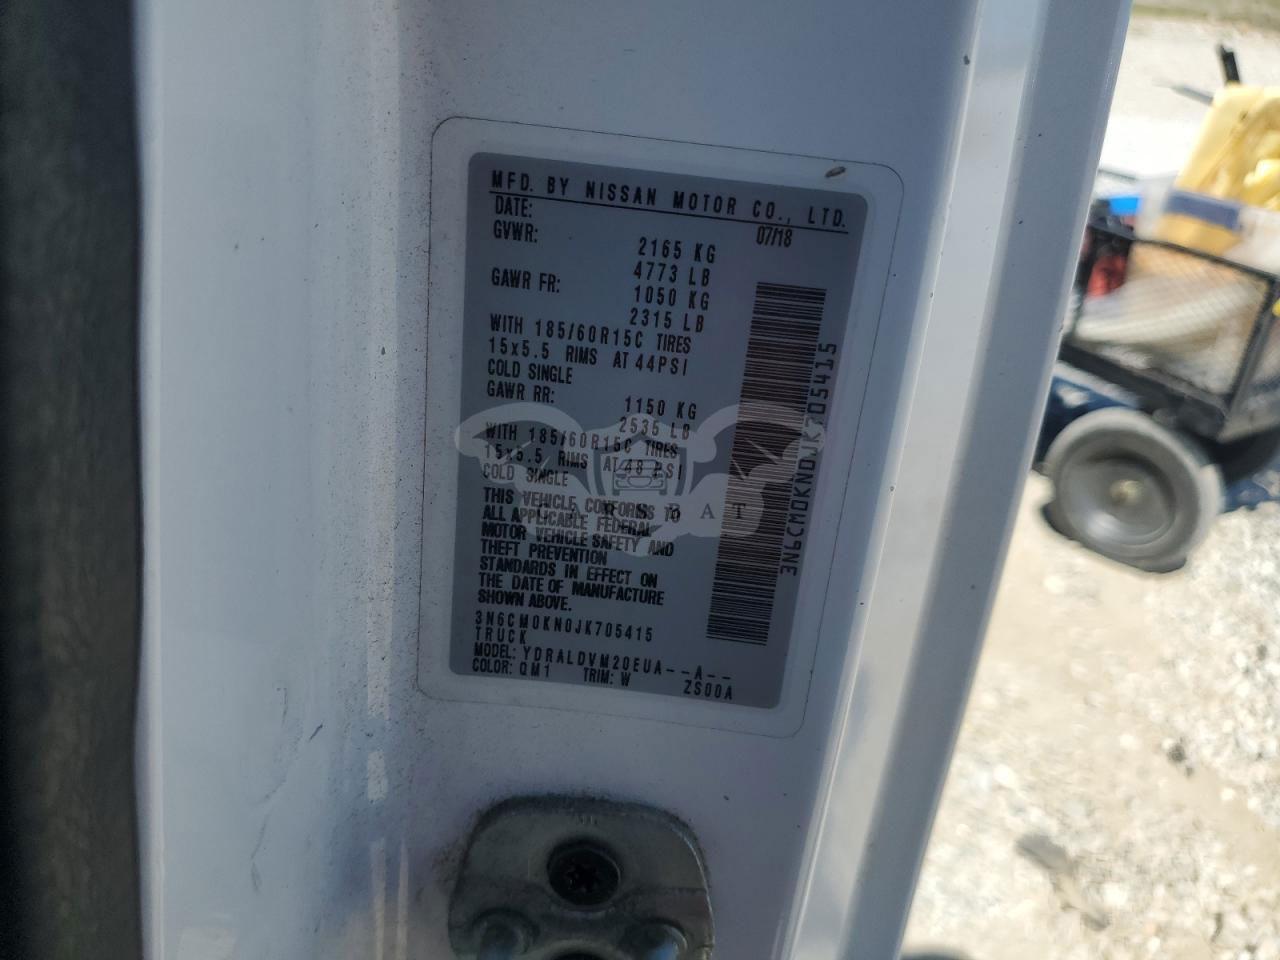 MFD. BY NISSAN MOTOR CO., LTD.
DATE: 07/18
GVWR: 2165 KG
4773 LB
GAWR FR: 1050 KG
2315 LB
WITH 185/60R15C TIRES
15x5.5 RIMS AT 44PSI
COLD SINGLE
GAWR RR: 1150 KG
2535 LB
WITH 185/60R15C TIRES
15x5.5 RIMS AT 48 PSI
COLD SINGLE
THIS VEHICLE CONFORMS TO
ALL APPLICABLE FEDERAL
MOTOR VEHICLE SAFETY AND
THEFT PREVENTION
STANDARDS IN EFFECT ON
THE DATE OF MANUFACTURE
SHOWN ABOVE.
3N6CM0KN0JK705415
TRUCK
MODEL: YDRALDVM20EUA--A--
COLOR: QM1 TRIM: W ZS00A
3N6CM0KN0JK705415